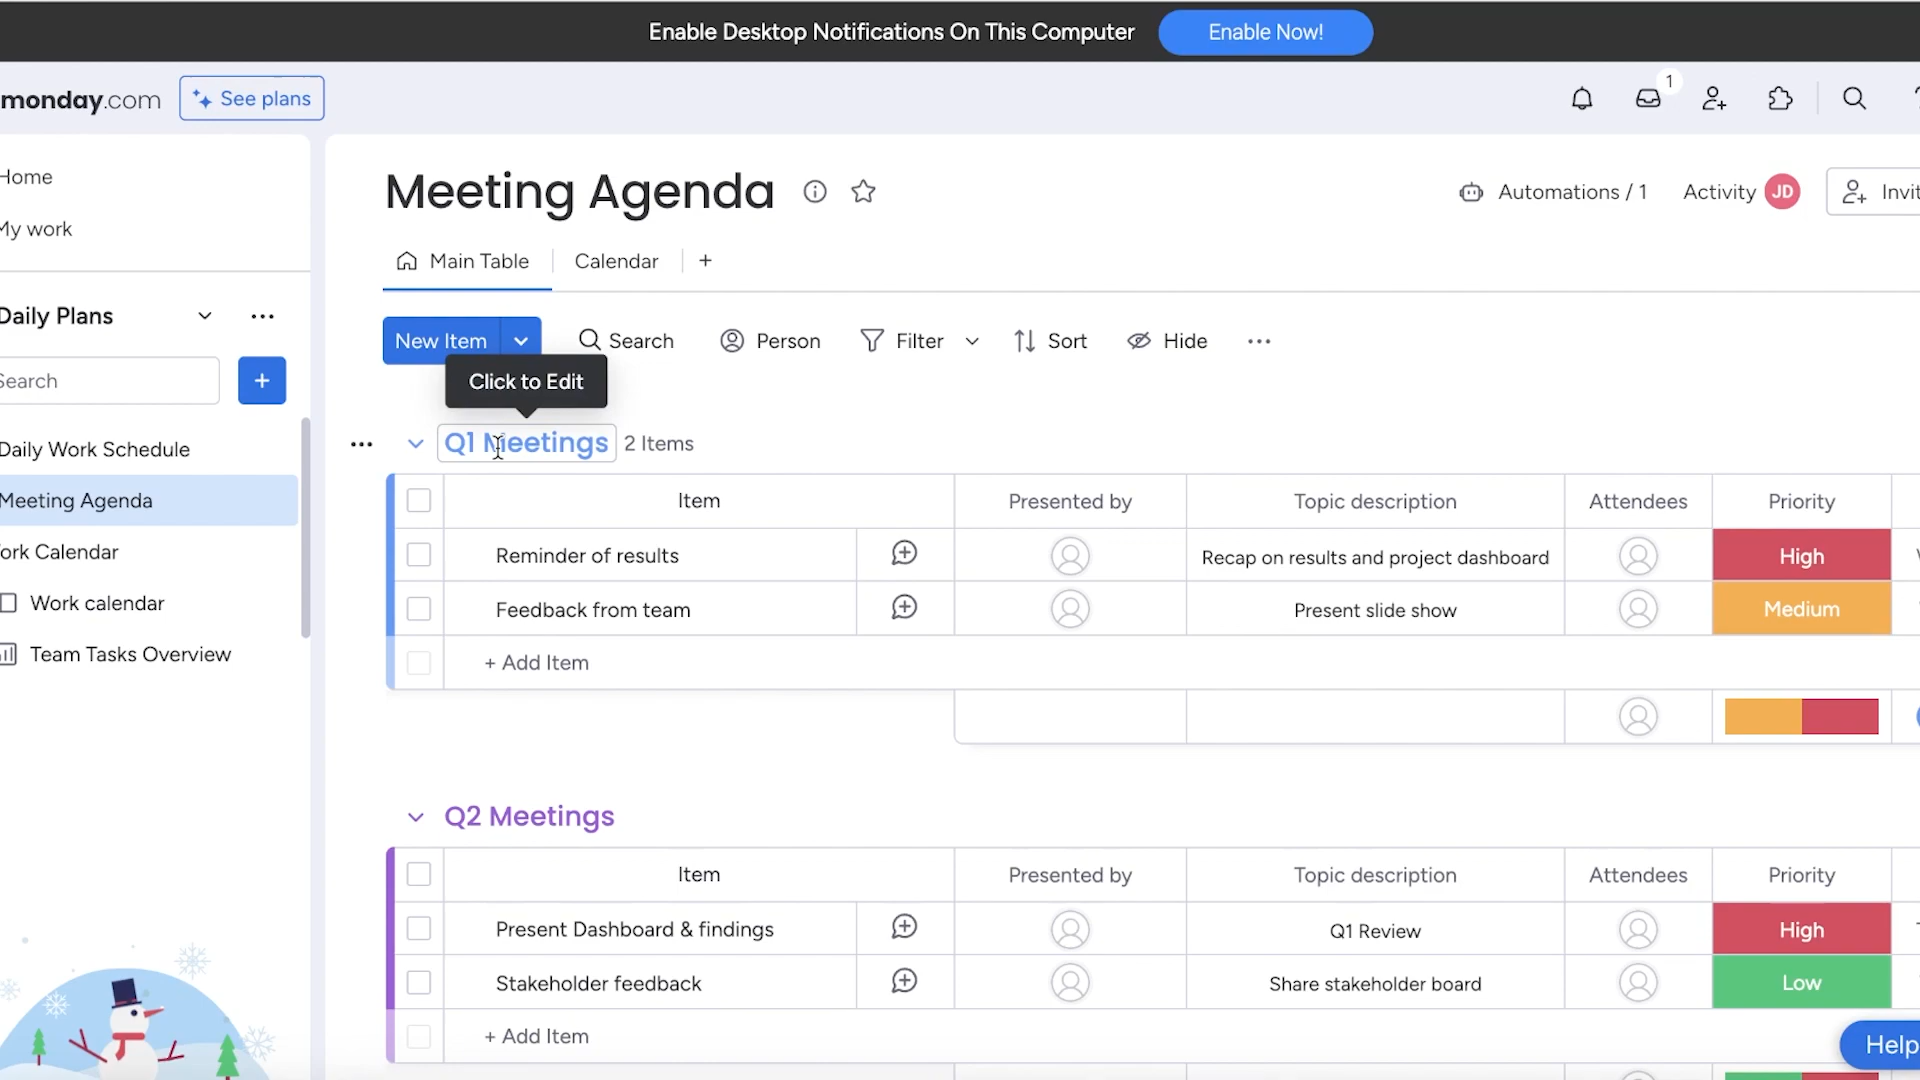 Enable Desktop Notifications On This Computer Enable Now!
monday.com See plans 1
Home
My work
Daily Plans
Search
Daily Work Schedule
Meeting Agenda
ork Calendar
Work calendar
Team Tasks Overview
Meeting Agenda Automations / 1 Activity JD Invit
Main Table Calendar +
New Item Search Person Filter Sort Hide
Click to Edit
Q1 Meetings 2 Items
Item Presented by Topic description Attendees Priority
Reminder of results Recap on results and project dashboard High
Feedback from team Present slide show Medium
+ Add Item
Q2 Meetings
Item Presented by Topic description Attendees Priority
Present Dashboard & findings Q1 Review High
Stakeholder feedback Share stakeholder board Low
+ Add Item
Help